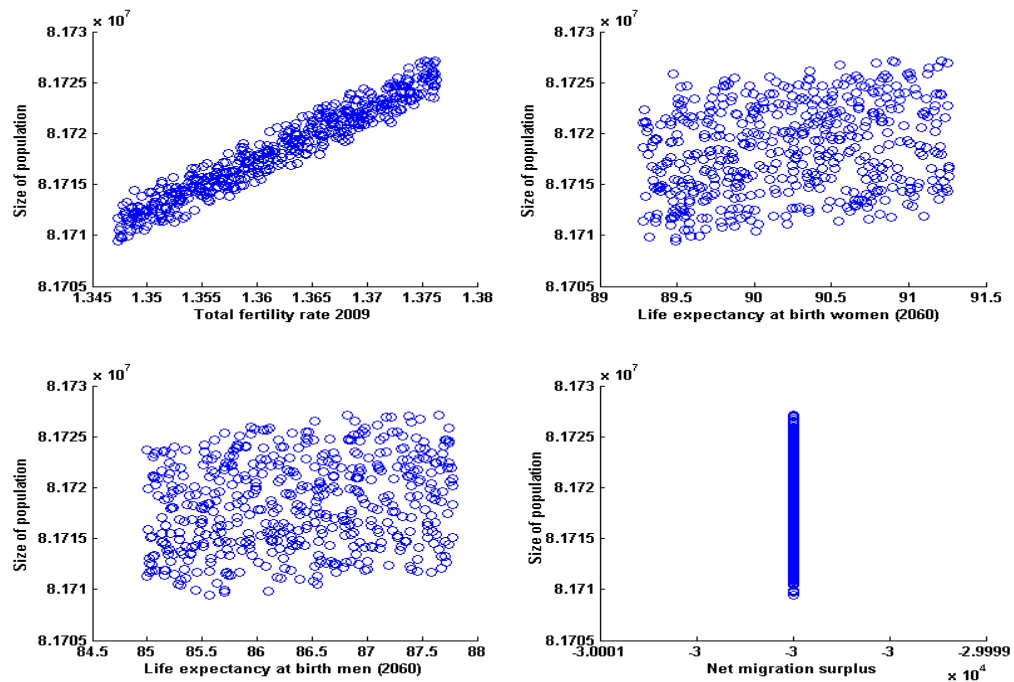 × 10^7
8.173
8.1725
8.172
8.1715
8.171
8.1705
Size of population
1.345 1.35 1.355 1.36 1.365 1.37 1.375 1.38
Total fertility rate 2009
× 10^7
8.173
8.1725
8.172
8.1715
8.171
8.1705
Size of population
89 89.5 90 90.5 91 91.5
Life expectancy at birth women (2060)
× 10^7
8.173
8.1725
8.172
8.1715
8.171
8.1705
Size of population
84.5 85 85.5 86 86.5 87 87.5 88
Life expectancy at birth men (2060)
× 10^7
8.173
8.1725
8.172
8.1715
8.171
8.1705
Size of population
-3.0001 -3 -3 -3 -2.9999
Net migration surplus
× 10^4